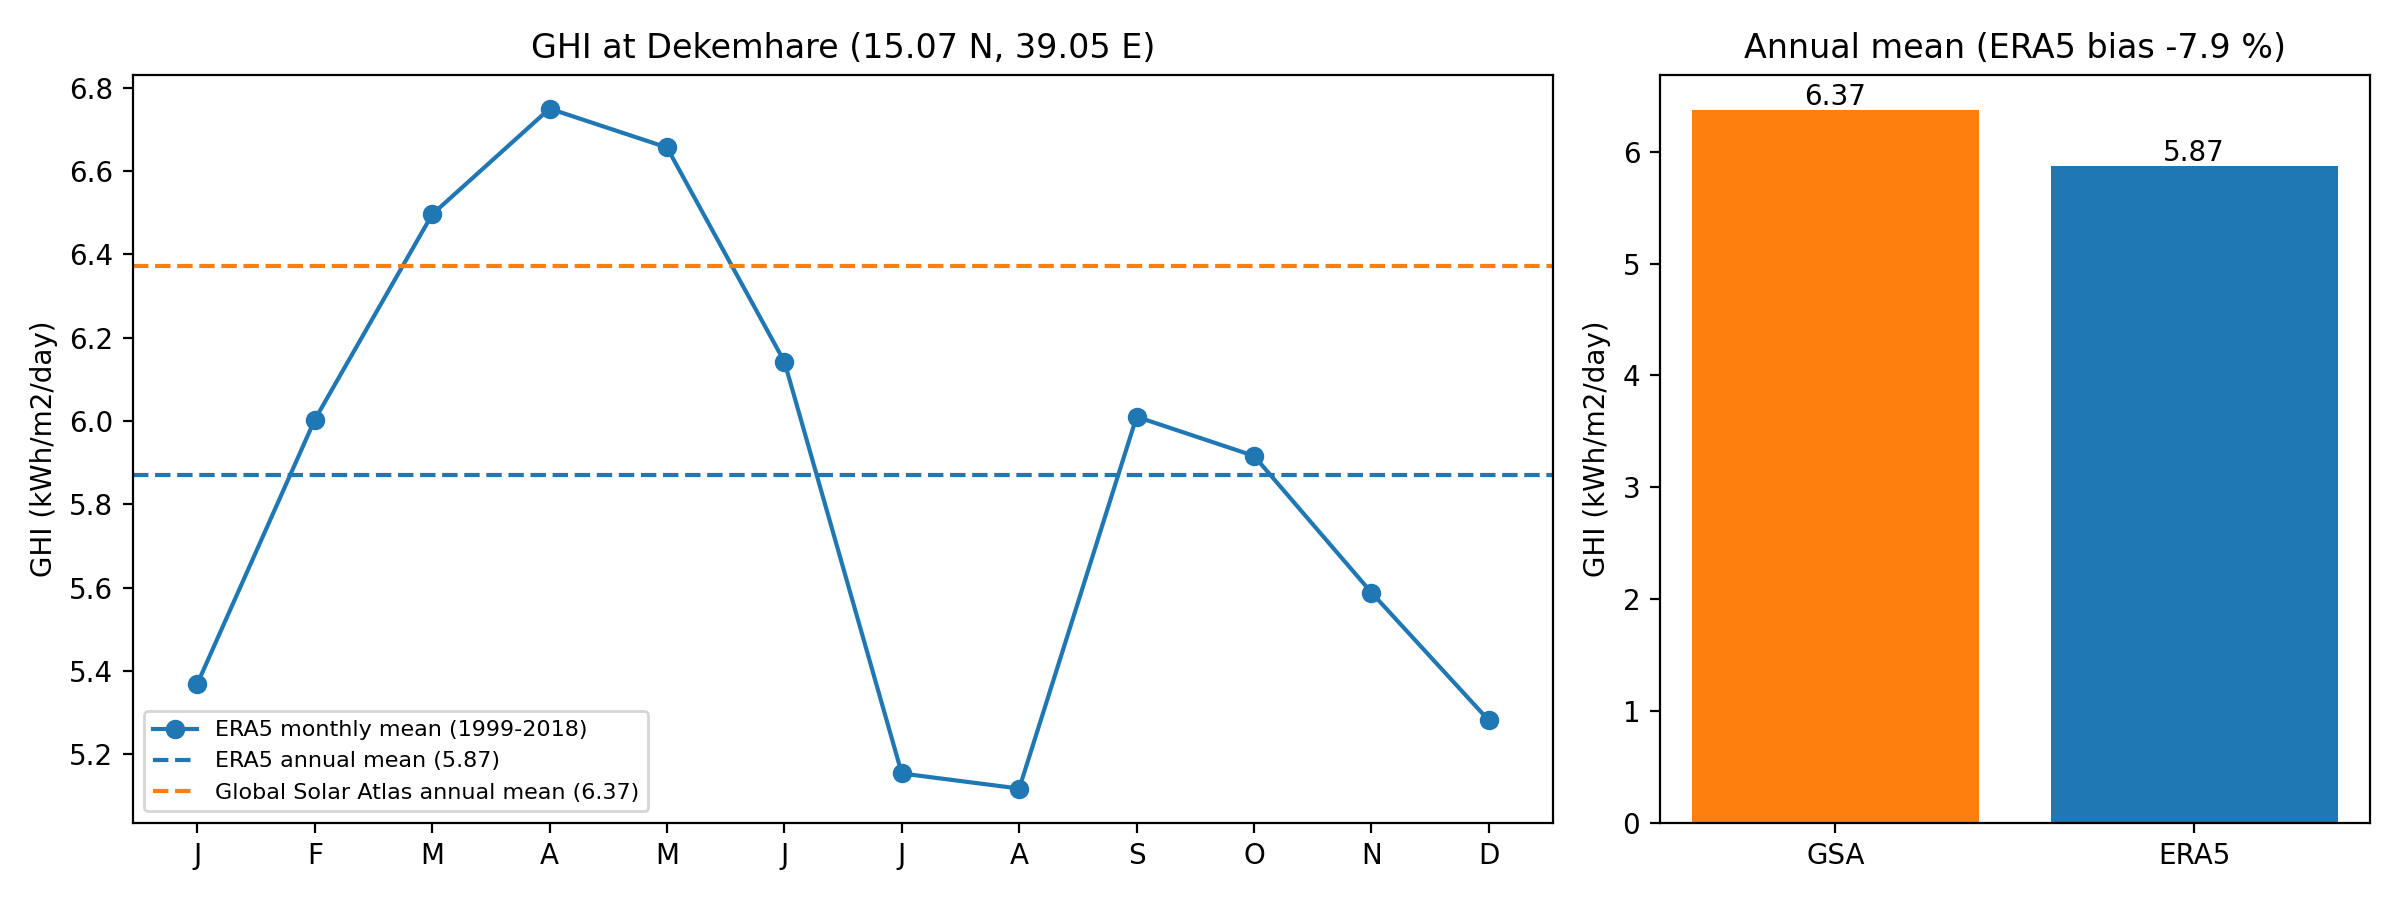 GHI at Dekemhare (15.07 N, 39.05 E)
GHI (kWh/m2/day)
6.8
6.6
6.4
6.2
6.0
5.8
5.6
5.4
5.2
ERA5 monthly mean (1999-2018)
ERA5 annual mean (5.87)
Global Solar Atlas annual mean (6.37)
J F M A M J J A S O N D
Annual mean (ERA5 bias -7.9 %)
GHI (kWh/m2/day)
6
5
4
3
2
1
0
6.37
5.87
GSA ERA5